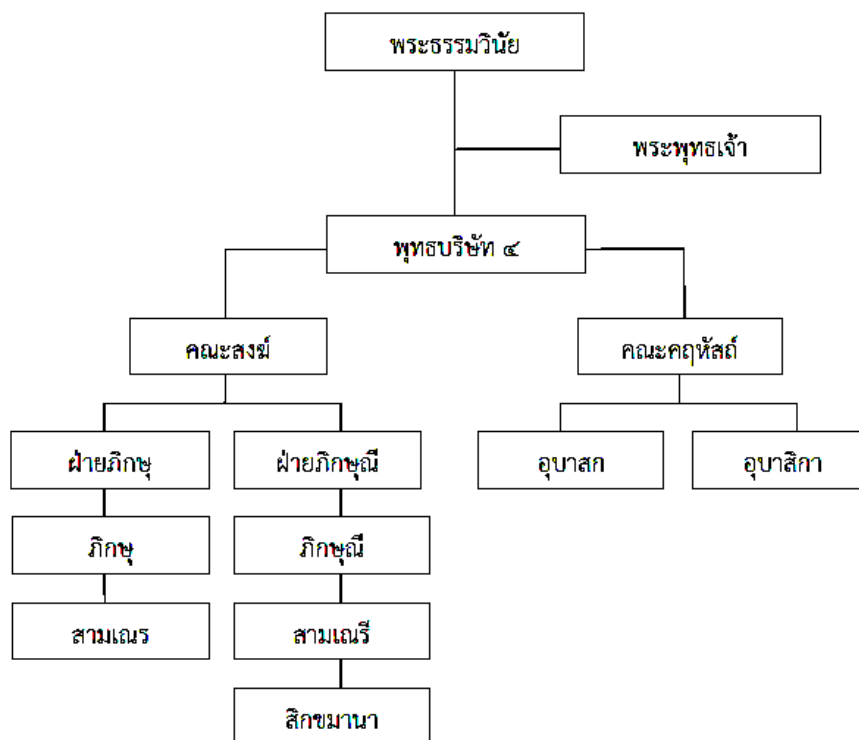 พระธรรมวินัย
พระพุทธเจ้า
พุทธบริษัท ๔
คณะสงฆ์
คณะคฤหัสถ์
ฝ่ายภิกษุ
ฝ่ายภิกษุณี
อุบาสก
อุบาสิกา
ภิกษุ
ภิกษุณี
สามเณร
สามเณรี
สิกขมานา